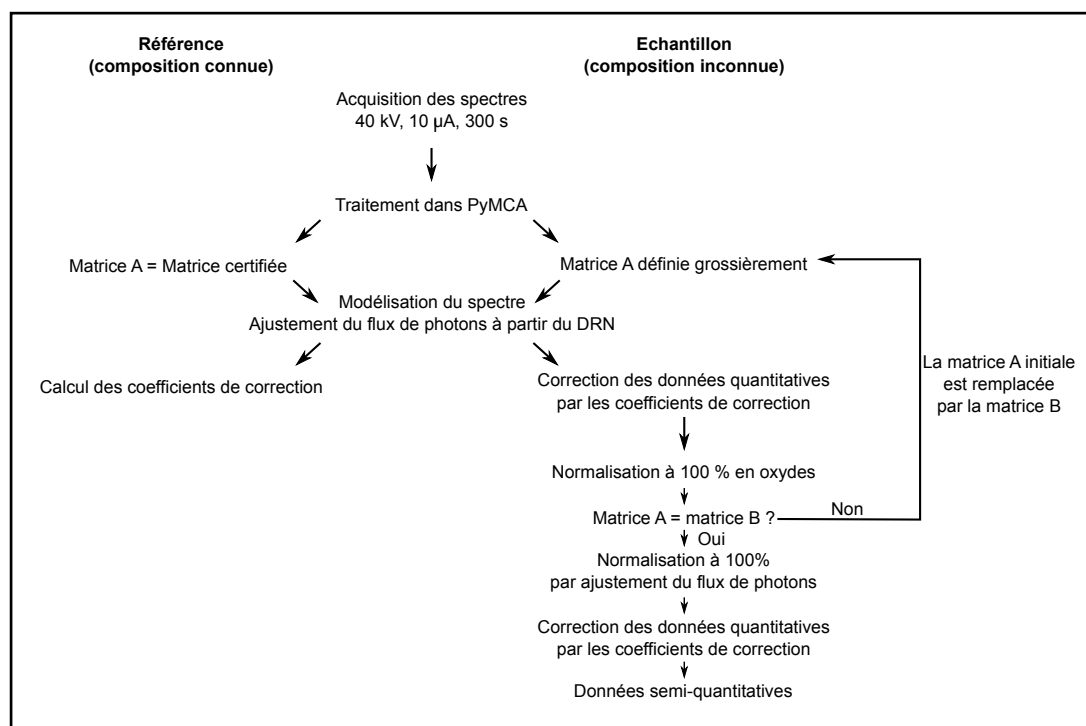 Référence
(composition connue)
Echantillon
(composition inconnue)
Acquisition des spectres
40 kV, 10 µA, 300 s
Traitement dans PyMCA
Matrice A = Matrice certifiée
Matrice A définie grossièrement
Modélisation du spectre
Ajustement du flux de photons à partir du DRN
Calcul des coefficients de correction
Correction des données quantitatives
par les coefficients de correction
La matrice A initiale
est remplacée
par la matrice B
Normalisation à 100 % en oxydes
Matrice A = matrice B ?
Non
Oui
Normalisation à 100%
par ajustement du flux de photons
Correction des données quantitatives
par les coefficients de correction
Données semi-quantitatives